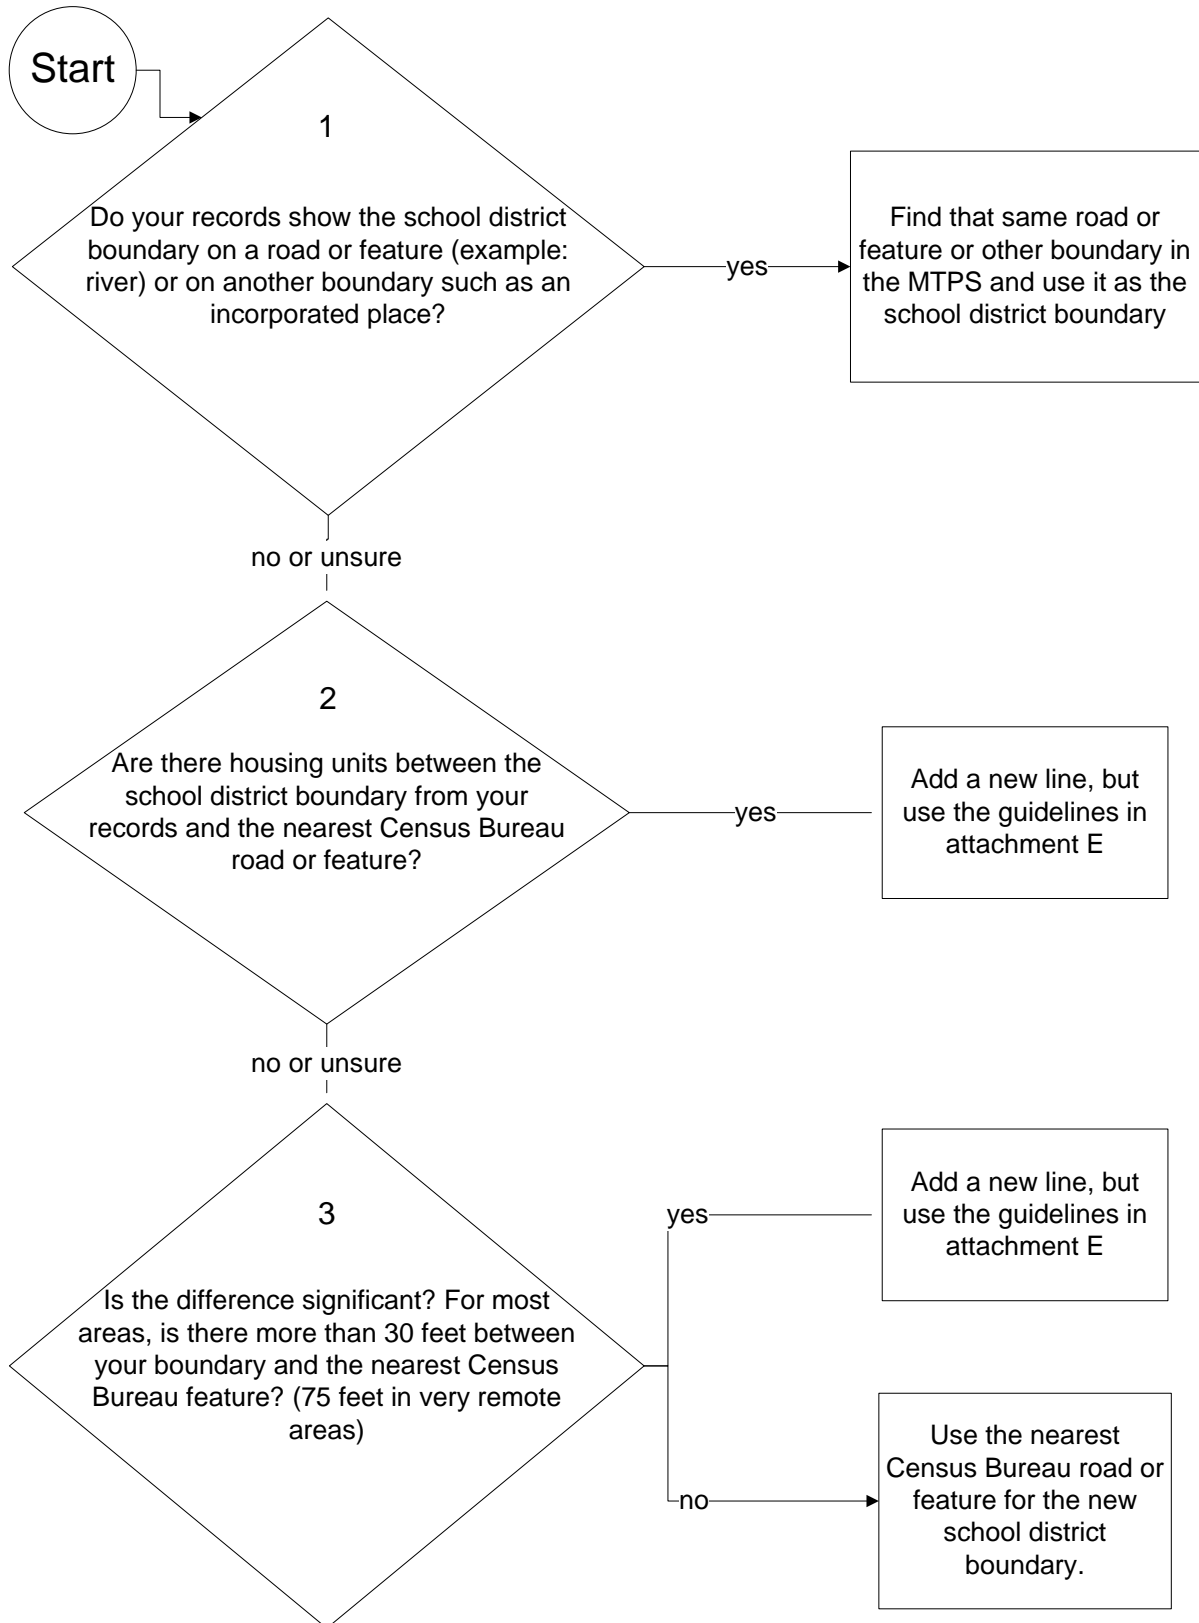 Start
1
Do your records show the school district
boundary on a road or feature (example:
river) or on another boundary such as an
incorporated place?
yes
Find that same road or
feature or other boundary in
the MTPS and use it as the
school district boundary
no or unsure
2
Are there housing units between the
school district boundary from your
records and the nearest Census Bureau
road or feature?
yes
Add a new line, but
use the guidelines in
attachment E
no or unsure
3
Is the difference significant? For most
areas, is there more than 30 feet between
your boundary and the nearest Census
Bureau feature? (75 feet in very remote
areas)
yes
Add a new line, but
use the guidelines in
attachment E
no
Use the nearest
Census Bureau road or
feature for the new
school district
boundary.